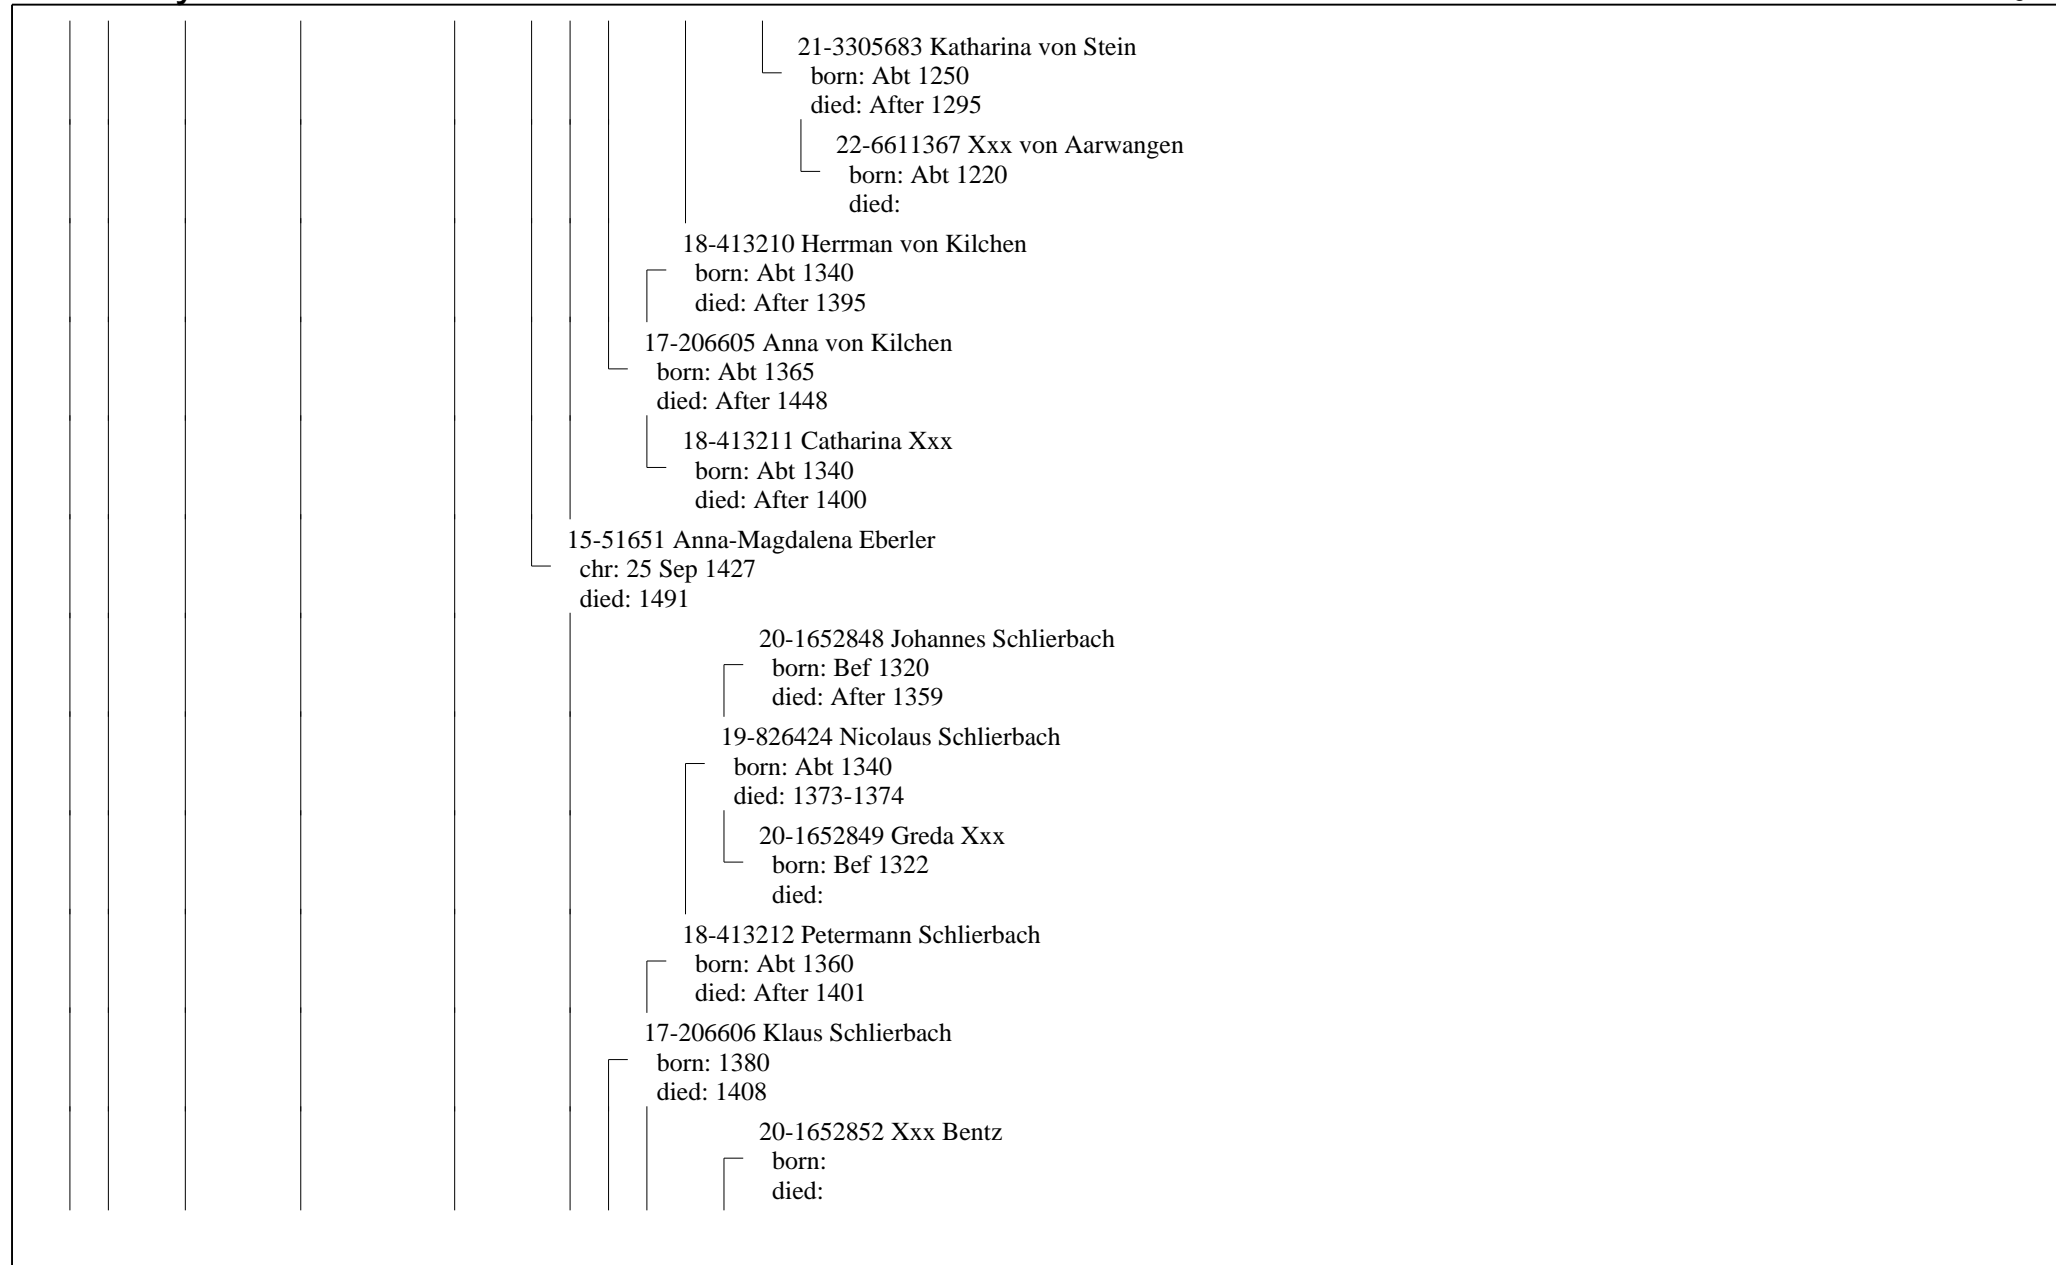 21-3305683 Katharina von Stein
born: Abt 1250
died: After 1295
22-6611367 Xxx von Aarwangen
born: Abt 1220
died:
18-413210 Herrman von Kilchen
born: Abt 1340
died: After 1395
17-206605 Anna von Kilchen
born: Abt 1365
died: After 1448
18-413211 Catharina Xxx
born: Abt 1340
died: After 1400
15-51651 Anna-Magdalena Eberler
chr: 25 Sep 1427
died: 1491
20-1652848 Johannes Schlierbach
born: Bef 1320
died: After 1359
19-826424 Nicolaus Schlierbach
born: Abt 1340
died: 1373-1374
20-1652849 Greda Xxx
born: Bef 1322
died:
18-413212 Petermann Schlierbach
born: Abt 1360
died: After 1401
17-206606 Klaus Schlierbach
born: 1380
died: 1408
20-1652852 Xxx Bentz
born:
died: